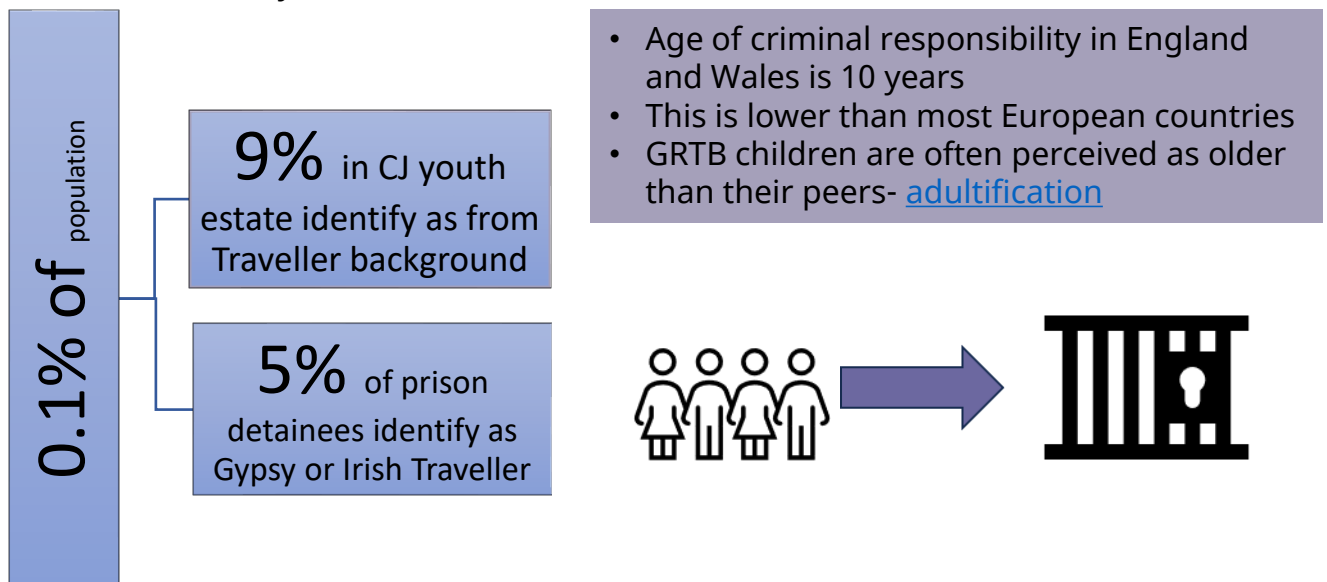 0.1% of population
9% in CJ youth
estate identify as from
Traveller background
5% of prison
detainees identify as
Gypsy or Irish Traveller
• Age of criminal responsibility in England
and Wales is 10 years
• This is lower than most European countries
• GRTB children are often perceived as older
than their peers- adultification